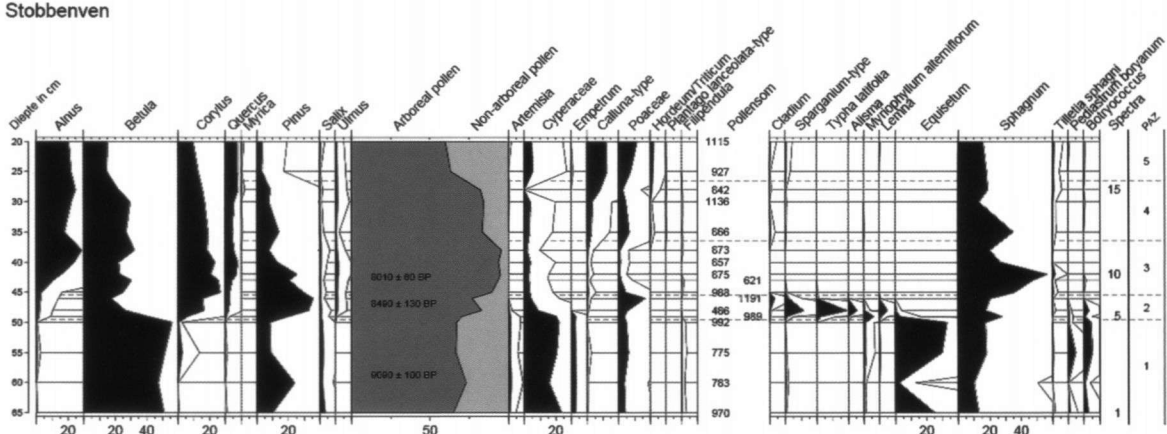 Stobbenven
Diepte in cm
Alnus
Betula
Corylus
Quercus
Myrica
Pinus
Salix
Ulmus
Arboreal pollen
Non-arboreal pollen
Artemisia
Cyperaceae
Empetrum
Calluna-type
Poaceae
Hordeum/Triticum
Plantago lanceolata-type
Filipendula
Pollensom
Cladium
Sparganium-type
Typha latifolia
Alisma
Myriophyllum alterniflorum
Lemna
Equisetum
Sphagnum
Tilletia sphagni
Pediastrum boryanum
Botryococcus
Spectra
PAZ
20
25
30
35
40
45
50
55
60
65
8010 ± 60 BP
8490 ± 130 BP
9090 ± 100 BP
1115
927
842
1136
666
673
657
675
621
963
1191
466
989
992
775
763
970
15
10
5
1
5
4
3
2
1
20 20 40 20 20 50 20 20 20 40